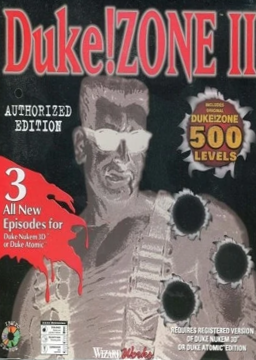 Duke!ZONE II
AUTHORIZED
EDITION
INCLUDES
ORIGINAL
DUKE!ZONE
500
LEVELS
3
All New
Episodes for
Duke Nukem 3D
or Duke Atomic
REQUIRES REGISTERED VERSION
OF DUKE NUKEM 3D
OR DUKE ATOMIC EDITION
WizardWorks